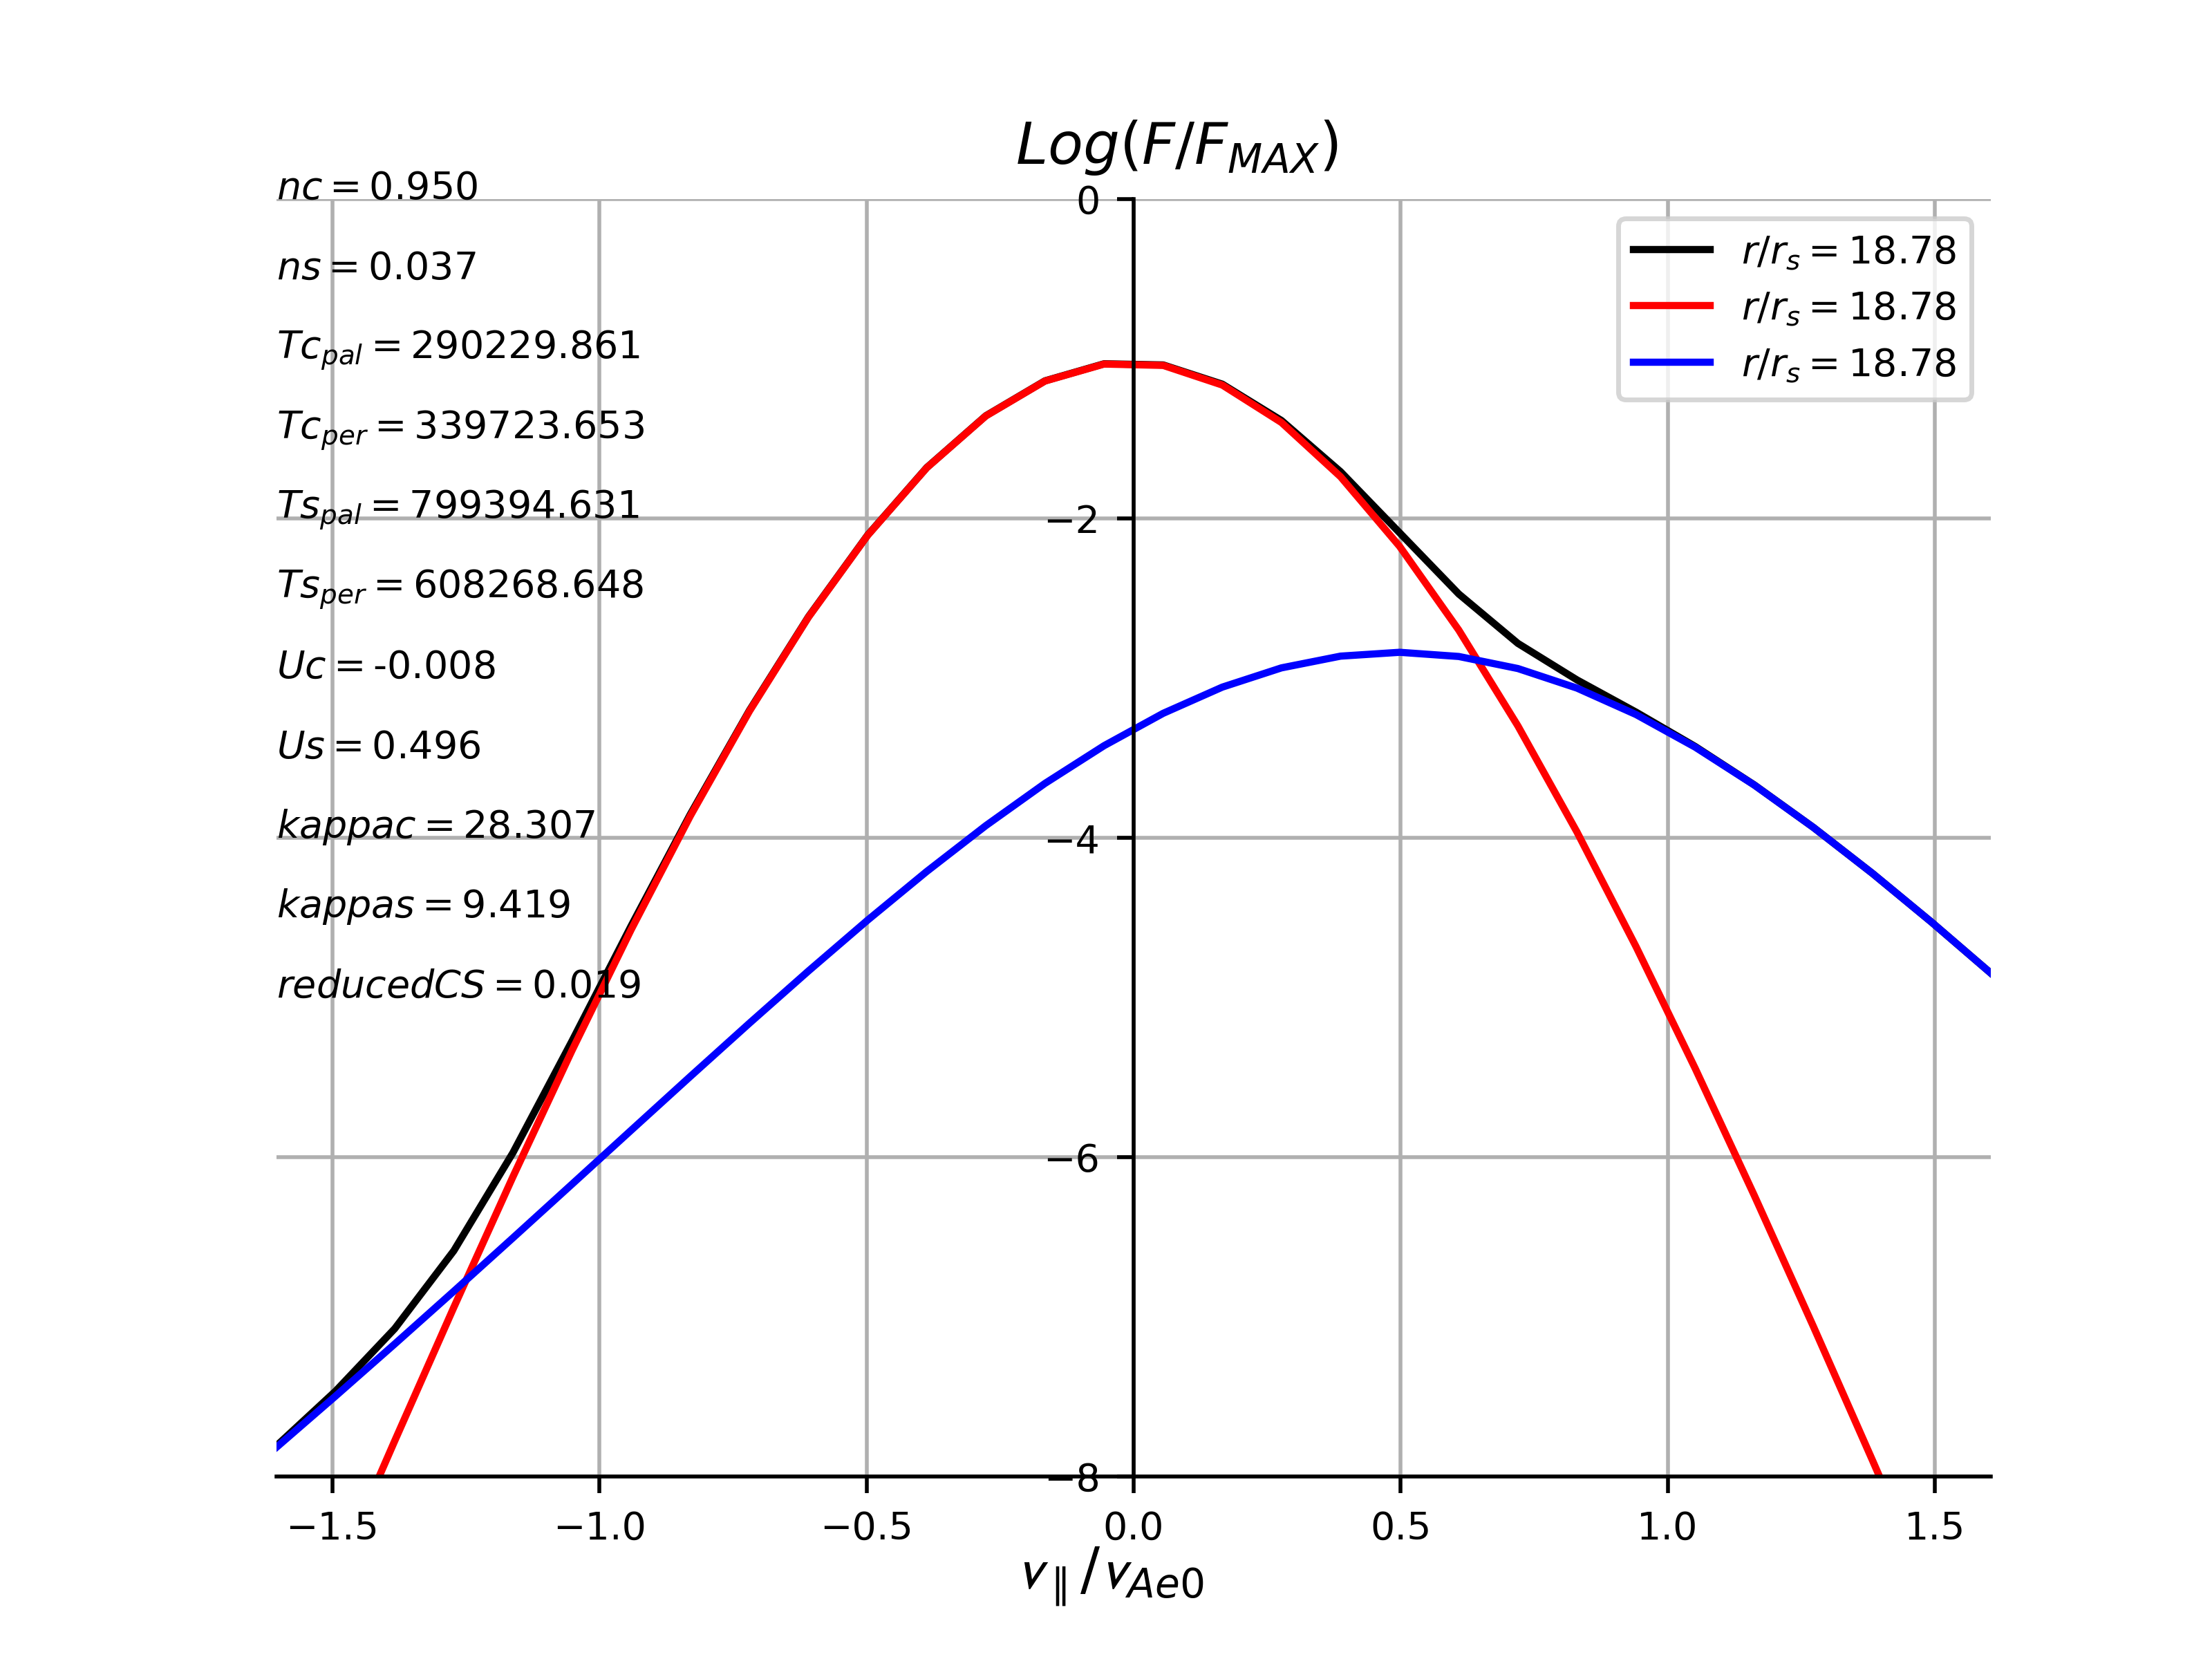 Log(F/F_MAX)
nc = 0.950
ns = 0.037
Tc_pal = 290229.861
Tc_per = 339723.653
Ts_pal = 799394.631
Ts_per = 608268.648
Uc = -0.008
Us = 0.496
kappac = 28.307
kappas = 9.419
reducedCS = 0.019
0
−2
−4
−6
−8
r/r_s = 18.78
r/r_s = 18.78
r/r_s = 18.78
−1.5 −1.0 −0.5 0.0 0.5 1.0 1.5
v_∥/v_Ae0